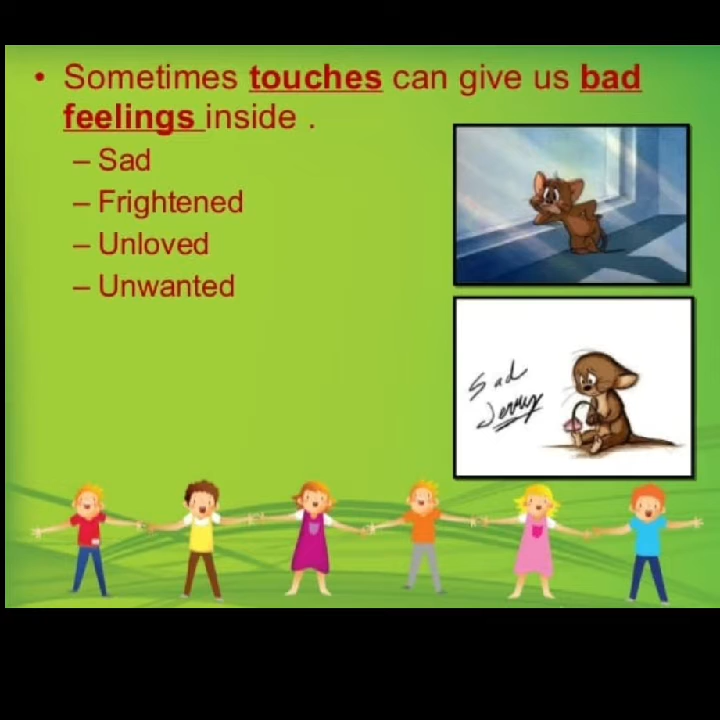 • Sometimes touches can give us bad
feelings inside .
– Sad
– Frightened
– Unloved
– Unwanted
Sad
Jerry